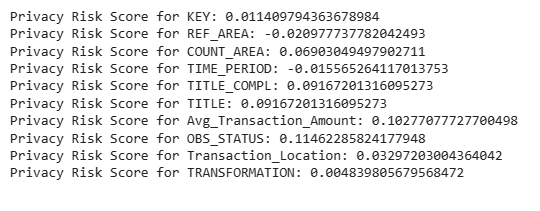 Privacy Risk Score for KEY: 0.011409794363678984
Privacy Risk Score for REF_AREA: -0.020977737782042493
Privacy Risk Score for COUNT_AREA: 0.06903049497902711
Privacy Risk Score for TIME_PERIOD: -0.015565264117013753
Privacy Risk Score for TITLE_COMPL: 0.09167201316095273
Privacy Risk Score for TITLE: 0.09167201316095273
Privacy Risk Score for Avg_Transaction_Amount: 0.10277077727700498
Privacy Risk Score for OBS_STATUS: 0.11462285824177948
Privacy Risk Score for Transaction_Location: 0.03297203004364042
Privacy Risk Score for TRANSFORMATION: 0.004839805679568472